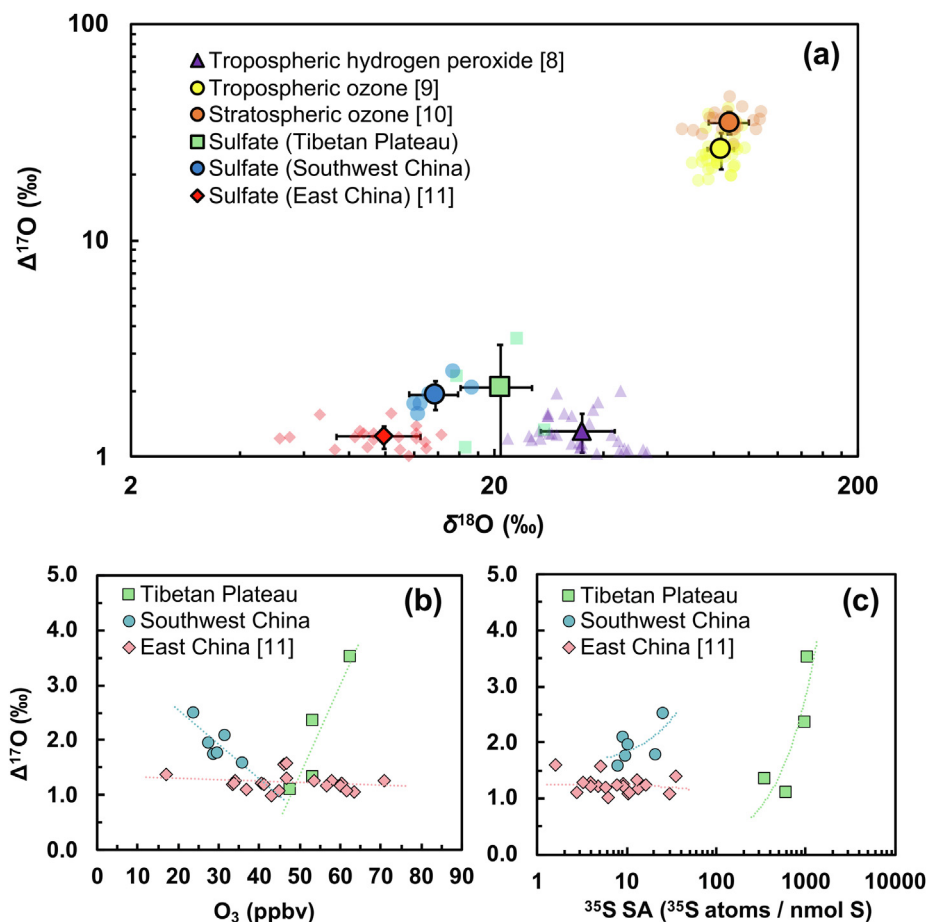 (a)
Tropospheric hydrogen peroxide [8]
Tropospheric ozone [9]
Stratospheric ozone [10]
Sulfate (Tibetan Plateau)
Sulfate (Southwest China)
Sulfate (East China) [11]
100
10
1
Δ¹⁷O (‰)
2 20 200
δ¹⁸O (‰)
(b)
Tibetan Plateau
Southwest China
East China [11]
5.0
4.0
3.0
2.0
1.0
0.0
Δ¹⁷O (‰)
0 10 20 30 40 50 60 70 80 90
O₃ (ppbv)
(c)
Tibetan Plateau
Southwest China
East China [11]
5.0
4.0
3.0
2.0
1.0
0.0
1 10 100 1000 10000
³⁵S SA (³⁵S atoms / nmol S)